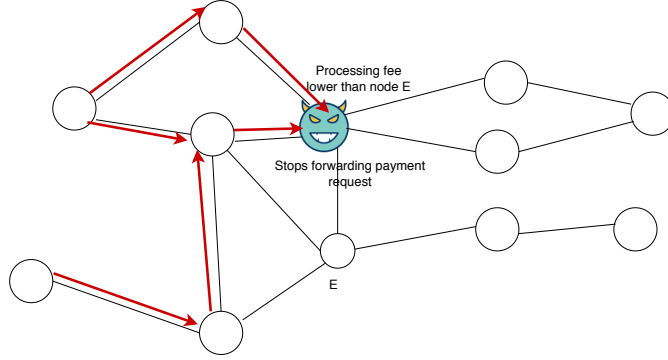 Processing fee
lower than node E
Stops forwarding payment
request
E